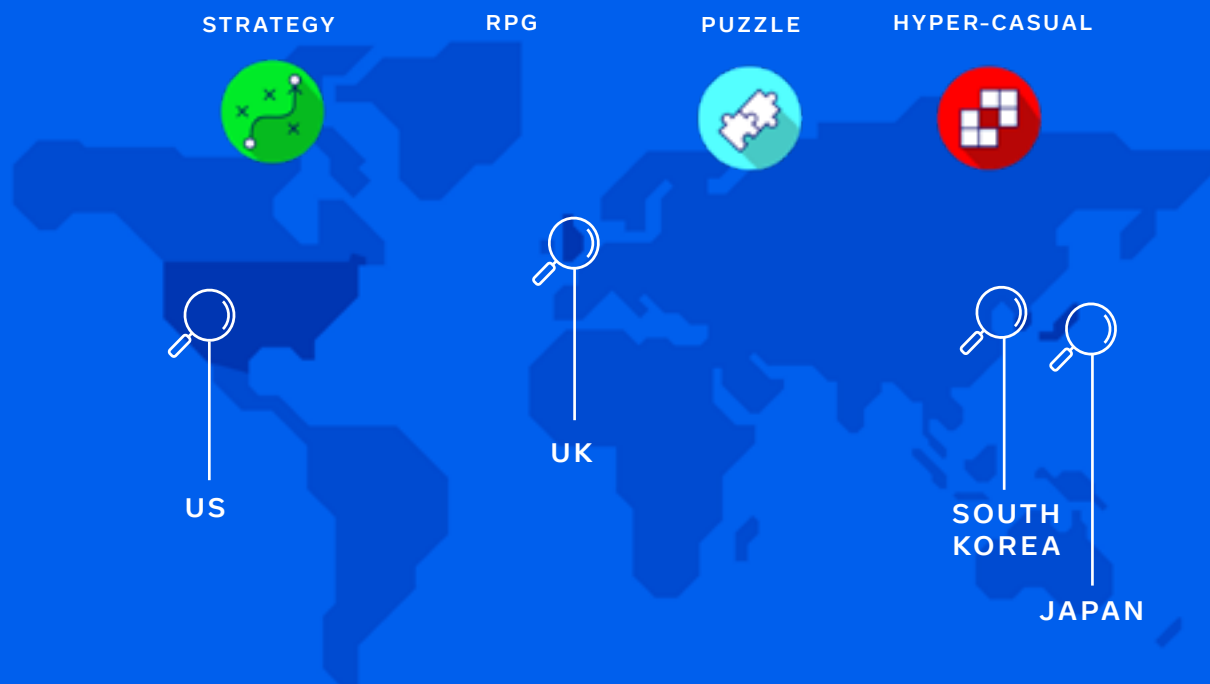 STRATEGY
RPG
PUZZLE
HYPER-CASUAL
UK
US
SOUTH
KOREA
JAPAN